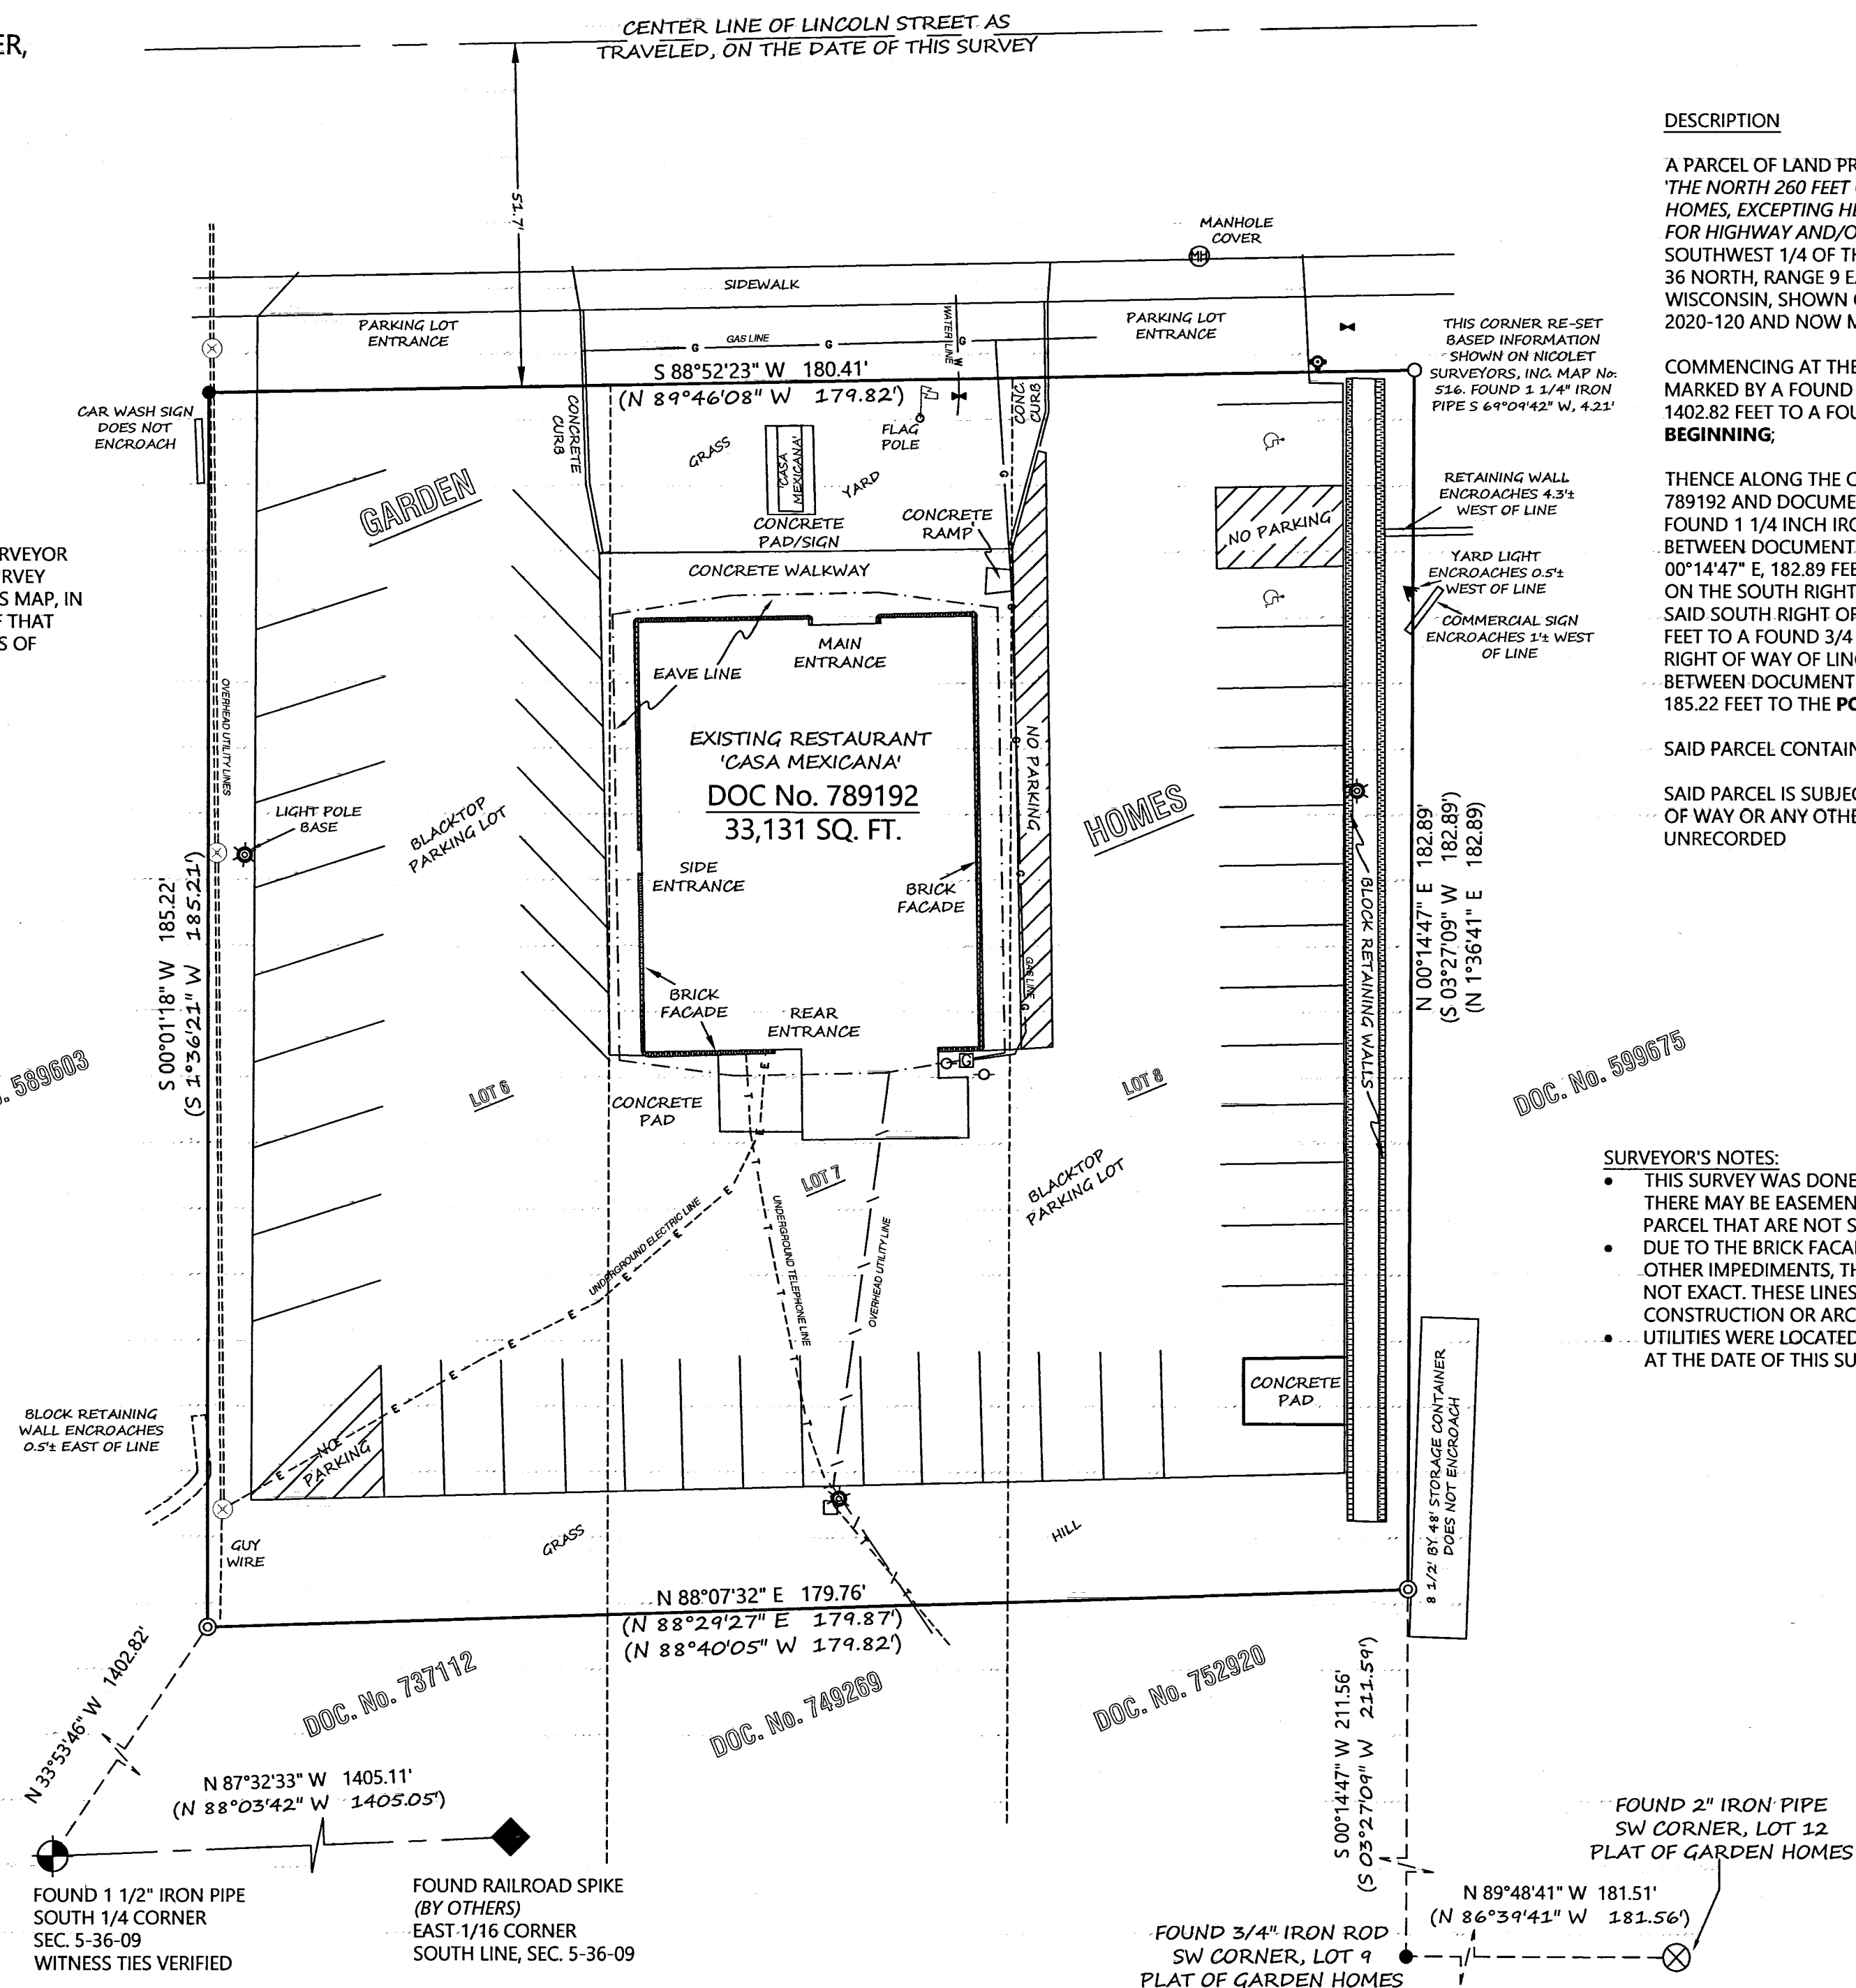 CENTER LINE OF LINCOLN STREET AS
TRAVELED, ON THE DATE OF THIS SURVEY
ER,
51.7'
MANHOLE
COVER
MH
SIDEWALK
PARKING LOT
ENTRANCE
GAS LINE
G
G
WATER LINE
W
PARKING LOT
ENTRANCE
S 88°52'23" W 180.41'
(N 89°46'08" W 179.82')
THIS CORNER RE-SET
BASED INFORMATION
SHOWN ON NICOLET
SURVEYORS, INC. MAP No.
516. FOUND 1 1/4" IRON
PIPE S 69°09'42" W, 4.21'
CAR WASH SIGN
DOES NOT
ENCROACH
CONCRETE
CURB
GRASS
YARD
'CASA
MEXICANA'
FLAG
POLE
CONC.
CURB
G
GARDEN
CONCRETE
PAD/SIGN
CONCRETE
RAMP
CONCRETE WALKWAY
NO PARKING
RETAINING WALL
ENCROACHES 4.3'±
WEST OF LINE
YARD LIGHT
ENCROACHES 0.5'±
WEST OF LINE
COMMERCIAL SIGN
ENCROACHES 1'± WEST
OF LINE
RVEYOR
RVEY
S MAP, IN
F THAT
S OF
MAIN
ENTRANCE
EAVE LINE
OVERHEAD UTILITY LINES
EXISTING RESTAURANT
'CASA MEXICANA'
DOC No. 789192
33,131 SQ. FT.
NO PARKING
HOMES
LIGHT POLE
BASE
BLACKTOP
PARKING LOT
SIDE
ENTRANCE
BRICK
FACADE
S 00°01'18" W 185.22'
(S 1°36'21" W 185.21')
N 00°14'47" E 182.89'
(S 03°27'09" W 182.89')
(N 1°36'41" E 182.89)
BLOCK RETAINING WALLS
GAS LINE
G
BRICK
FACADE
REAR
ENTRANCE
G
. 589603
DOC. No. 599675
LOT 6
LOT 8
CONCRETE
PAD
LOT 7
BLACKTOP
PARKING LOT
UNDERGROUND ELECTRIC LINE
UNDERGROUND TELEPHONE LINE
OVERHEAD UTILITY LINE
CONCRETE
PAD
8 1/2' BY 48' STORAGE CONTAINER
DOES NOT ENCROACH
BLOCK RETAINING
WALL ENCROACHES
0.5'± EAST OF LINE
NO
PARKING
GUY
WIRE
GRASS
HILL
N 88°07'32" E 179.76'
(N 88°29'27" E 179.87')
(N 88°40'05" W 179.82')
DOC. No. 737112
DOC. No. 749269
DOC. No. 752920
N 33°53'46" W 1402.82'
N 87°32'33" W 1405.11'
(N 88°03'42" W 1405.05')
S 00°14'47" W 211.56'
(S 03°27'09" W 211.59')
FOUND 1 1/2" IRON PIPE
SOUTH 1/4 CORNER
SEC. 5-36-09
WITNESS TIES VERIFIED
FOUND RAILROAD SPIKE
(BY OTHERS)
EAST 1/16 CORNER
SOUTH LINE, SEC. 5-36-09
FOUND 2" IRON PIPE
SW CORNER, LOT 12
PLAT OF GARDEN HOMES
N 89°48'41" W 181.51'
(N 86°39'41" W 181.56')
FOUND 3/4" IRON ROD
SW CORNER, LOT 9
PLAT OF GARDEN HOMES
DESCRIPTION
A PARCEL OF LAND PR
'THE NORTH 260 FEET
HOMES, EXCEPTING HE
FOR HIGHWAY AND/O
SOUTHWEST 1/4 OF TH
36 NORTH, RANGE 9 EA
WISCONSIN, SHOWN
2020-120 AND NOW M
COMMENCING AT THE
MARKED BY A FOUND
1402.82 FEET TO A FOU
BEGINNING;
THENCE ALONG THE C
789192 AND DOCUME
FOUND 1 1/4 INCH IRO
BETWEEN DOCUMENT
00°14'47" E, 182.89 FEE
ON THE SOUTH RIGHT
SAID SOUTH RIGHT OF
FEET TO A FOUND 3/4
RIGHT OF WAY OF LINC
BETWEEN DOCUMENT
185.22 FEET TO THE PO
SAID PARCEL CONTAIN
SAID PARCEL IS SUBJEC
OF WAY OR ANY OTHE
UNRECORDED
SURVEYOR'S NOTES:
• THIS SURVEY WAS DONE
THERE MAY BE EASEMEN
PARCEL THAT ARE NOT S
• DUE TO THE BRICK FACA
OTHER IMPEDIMENTS, TH
NOT EXACT. THESE LINES
CONSTRUCTION OR ARC
• UTILITIES WERE LOCATED
AT THE DATE OF THIS SU